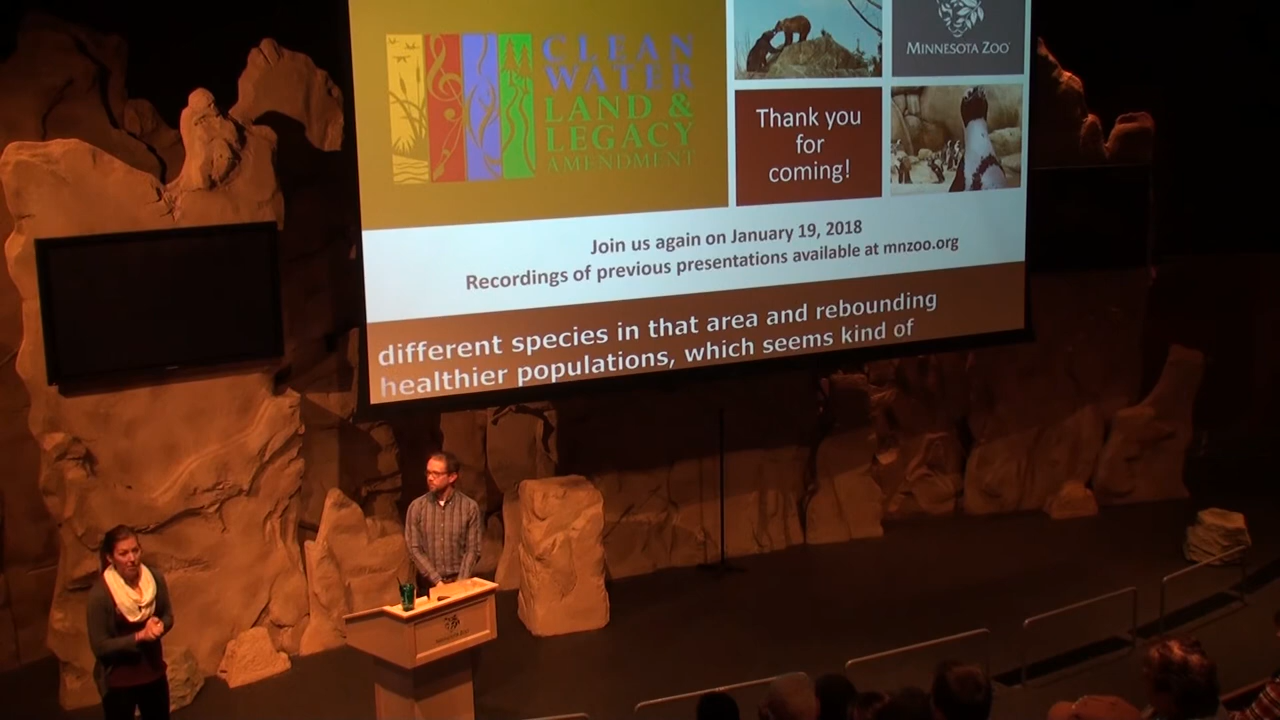 CLEAN
WATER
LAND &
LEGACY
AMENDMENT
MINNESOTA ZOO
Thank you
for
coming!
Join us again on January 19, 2018
Recordings of previous presentations available at mnzoo.org
different species in that area and rebounding
healthier populations, which seems kind of
MINNESOTA ZOO